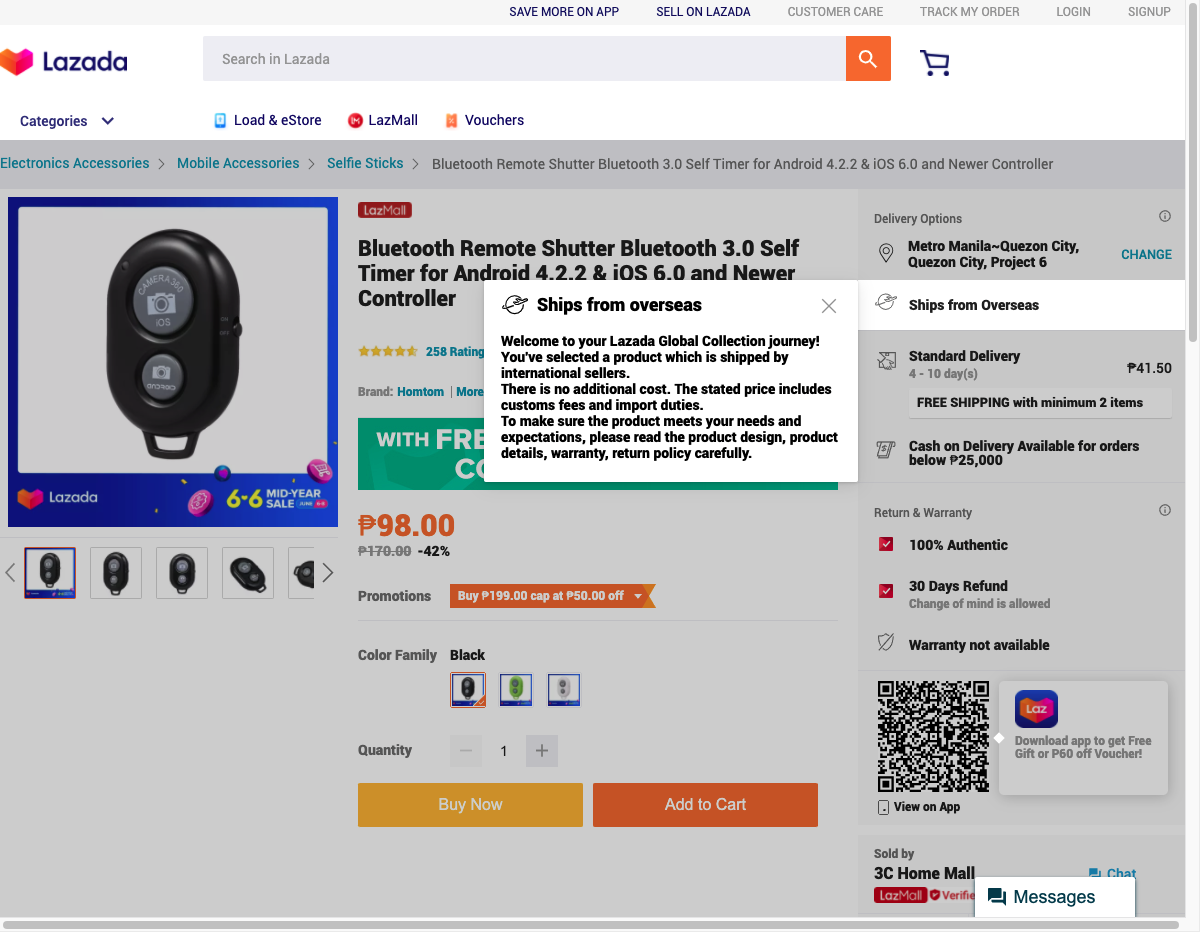 SAVE MORE ON APP SELL ON LAZADA CUSTOMER CARE TRACK MY ORDER LOGIN SIGNUP
Lazada
Search in Lazada
Categories
Load & eStore LazMall Vouchers
Electronics Accessories Mobile Accessories Selfie Sticks Bluetooth Remote Shutter Bluetooth 3.0 Self Timer for Android 4.2.2 & iOS 6.0 and Newer Controller
CAMERA360
iOS
ON
OFF
ANDROID
Lazada
6-6 MID-YEAR
SALE JUNE 6-8
LazMall
Bluetooth Remote Shutter Bluetooth 3.0 Self
Timer for Android 4.2.2 & iOS 6.0 and Newer
Controller
258 Rating
Brand: Homtom | More
WITH FRE
CO
₱98.00
₱170.00 -42%
Promotions Buy ₱199.00 cap at ₱50.00 off
Color Family Black
Quantity − 1 +
Buy Now Add to Cart
Ships from overseas
Welcome to your Lazada Global Collection journey!
You've selected a product which is shipped by
international sellers.
There is no additional cost. The stated price includes
customs fees and import duties.
To make sure the product meets your needs and
expectations, please read the product design, product
details, warranty, return policy carefully.
Delivery Options
Metro Manila~Quezon City,
Quezon City, Project 6
CHANGE
Ships from Overseas
Standard Delivery
4 - 10 day(s)
₱41.50
FREE SHIPPING with minimum 2 items
Cash on Delivery Available for orders
below ₱25,000
Return & Warranty
100% Authentic
30 Days Refund
Change of mind is allowed
Warranty not available
Laz
Download app to get Free
Gift or P60 off Voucher!
View on App
Sold by
3C Home Mall
Chat
LazMall Verifie
Messages